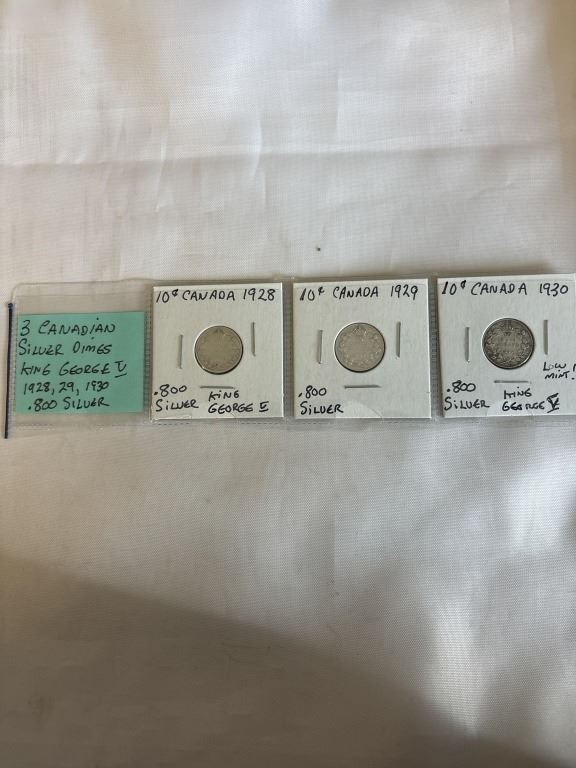 3 CANADIAN
SILVER DIMES
KING GEORGE V
1928, 29, 1930
.800 SILVER
10¢ CANADA 1928
.800
SILVER
KING
GEORGE V
10¢ CANADA 1929
.800
SILVER
10¢ CANADA 1930
.800
SILVER
KING
GEORGE V
LOW
MINT.